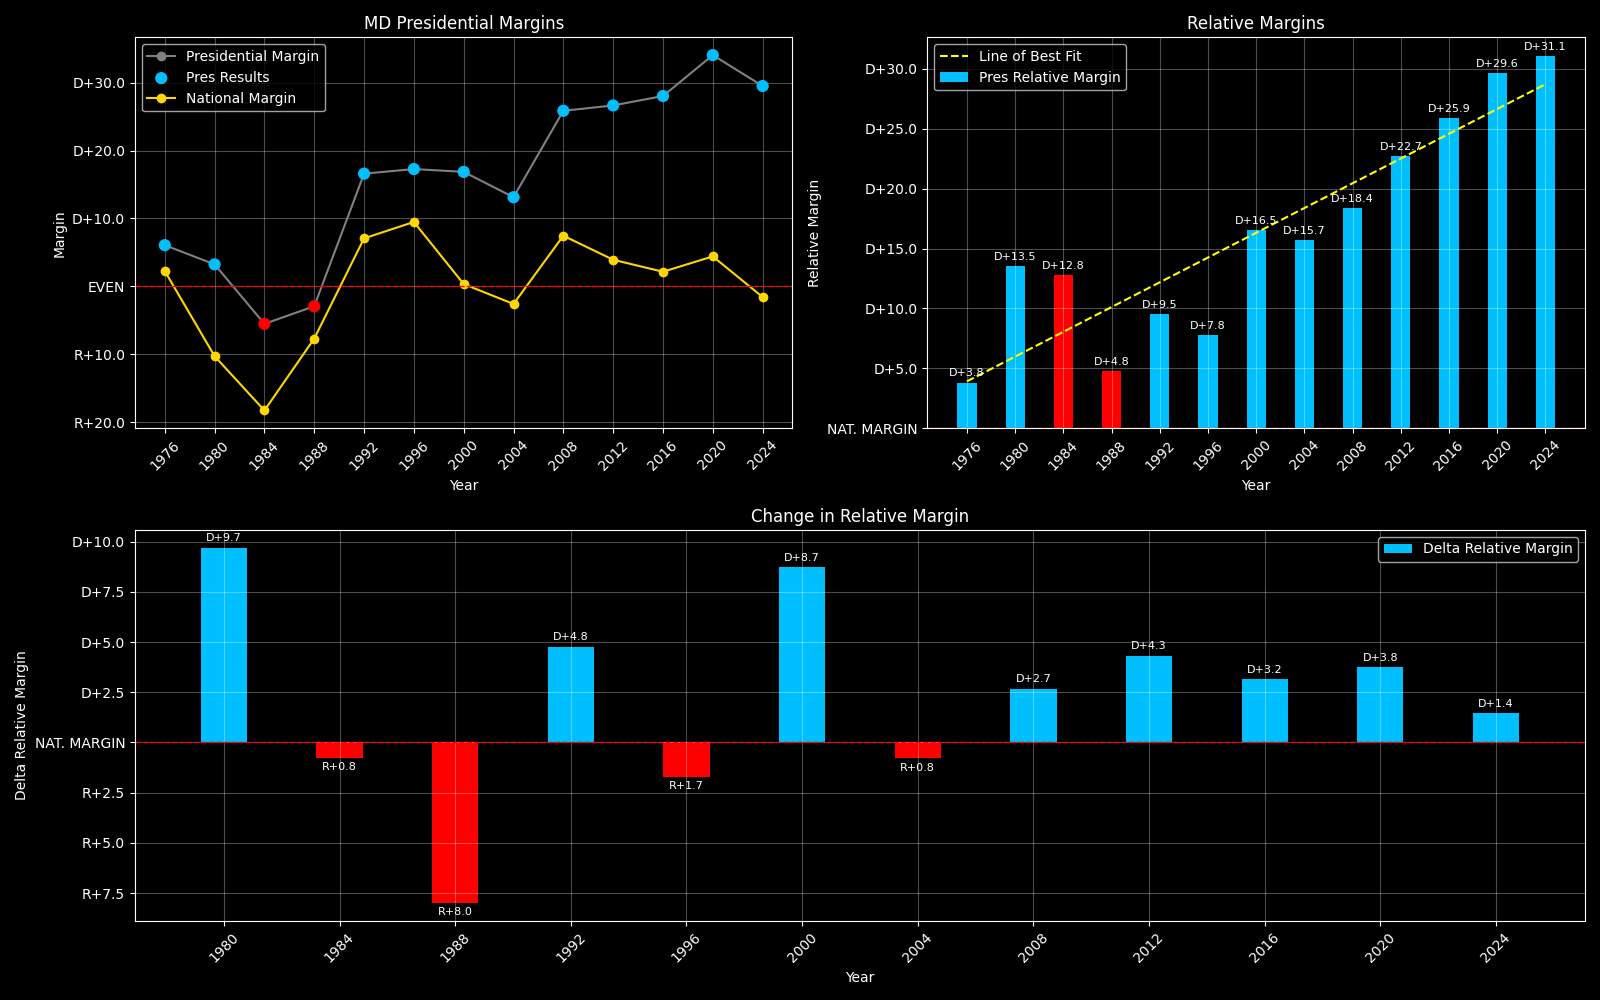 MD Presidential Margins
Presidential Margin
Pres Results
National Margin
Margin
D+30.0
D+20.0
D+10.0
EVEN
R+10.0
R+20.0
1976
1980
1984
1988
1992
1996
2000
2004
2008
2012
2016
2020
2024
Year
Relative Margins
Line of Best Fit
Pres Relative Margin
Relative Margin
D+30.0
D+25.0
D+20.0
D+15.0
D+10.0
D+5.0
NAT. MARGIN
D+3.8
D+13.5
D+12.8
D+4.8
D+9.5
D+7.8
D+16.5
D+15.7
D+18.4
D+22.7
D+25.9
D+29.6
D+31.1
1976
1980
1984
1988
1992
1996
2000
2004
2008
2012
2016
2020
2024
Year
Change in Relative Margin
Delta Relative Margin
Delta Relative Margin
D+10.0
D+7.5
D+5.0
D+2.5
NAT. MARGIN
R+2.5
R+5.0
R+7.5
D+9.7
R+0.8
R+8.0
D+4.8
R+1.7
D+8.7
R+0.8
D+2.7
D+4.3
D+3.2
D+3.8
D+1.4
1980
1984
1988
1992
1996
2000
2004
2008
2012
2016
2020
2024
Year